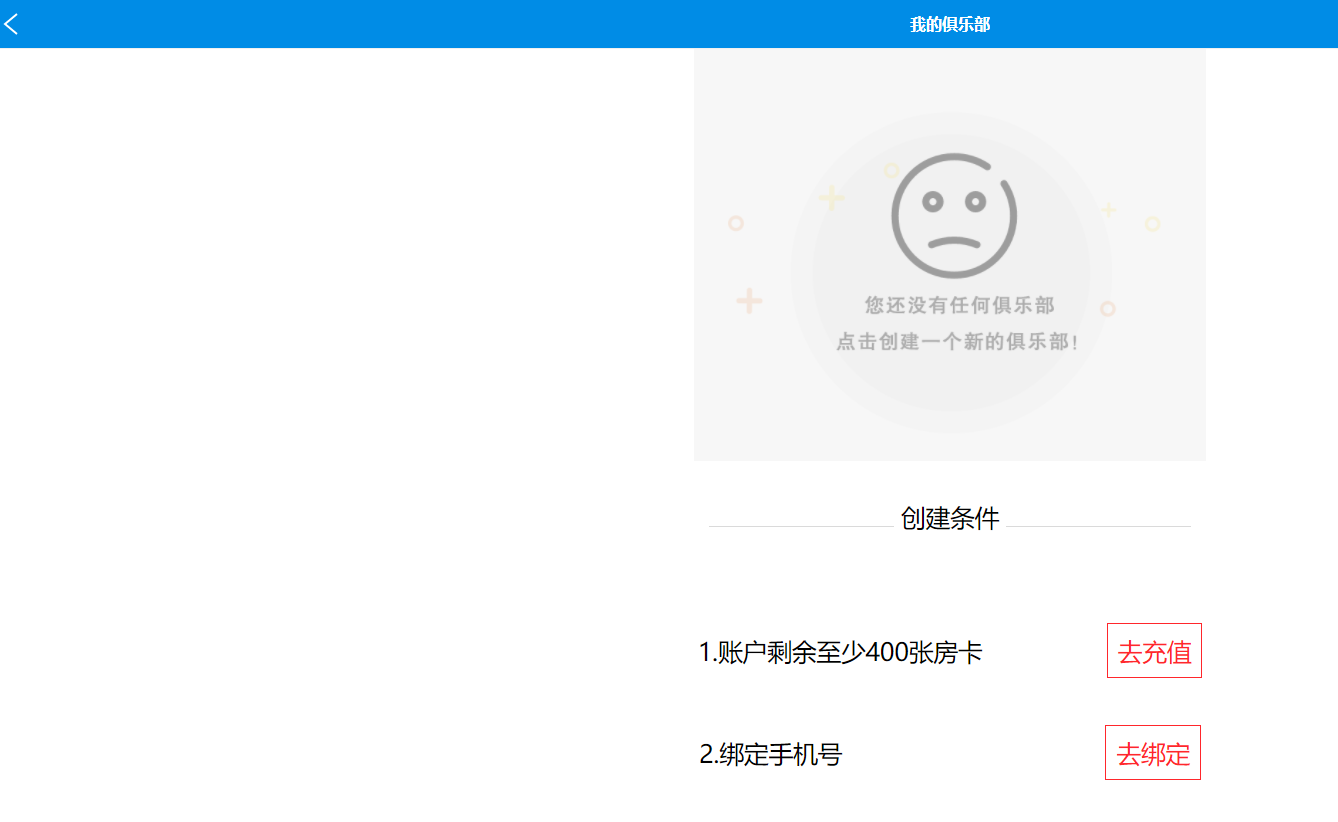 我的俱乐部
您还没有任何俱乐部
点击创建一个新的俱乐部!
创建条件
1.账户剩余至少400张房卡
去充值
2.绑定手机号
去绑定